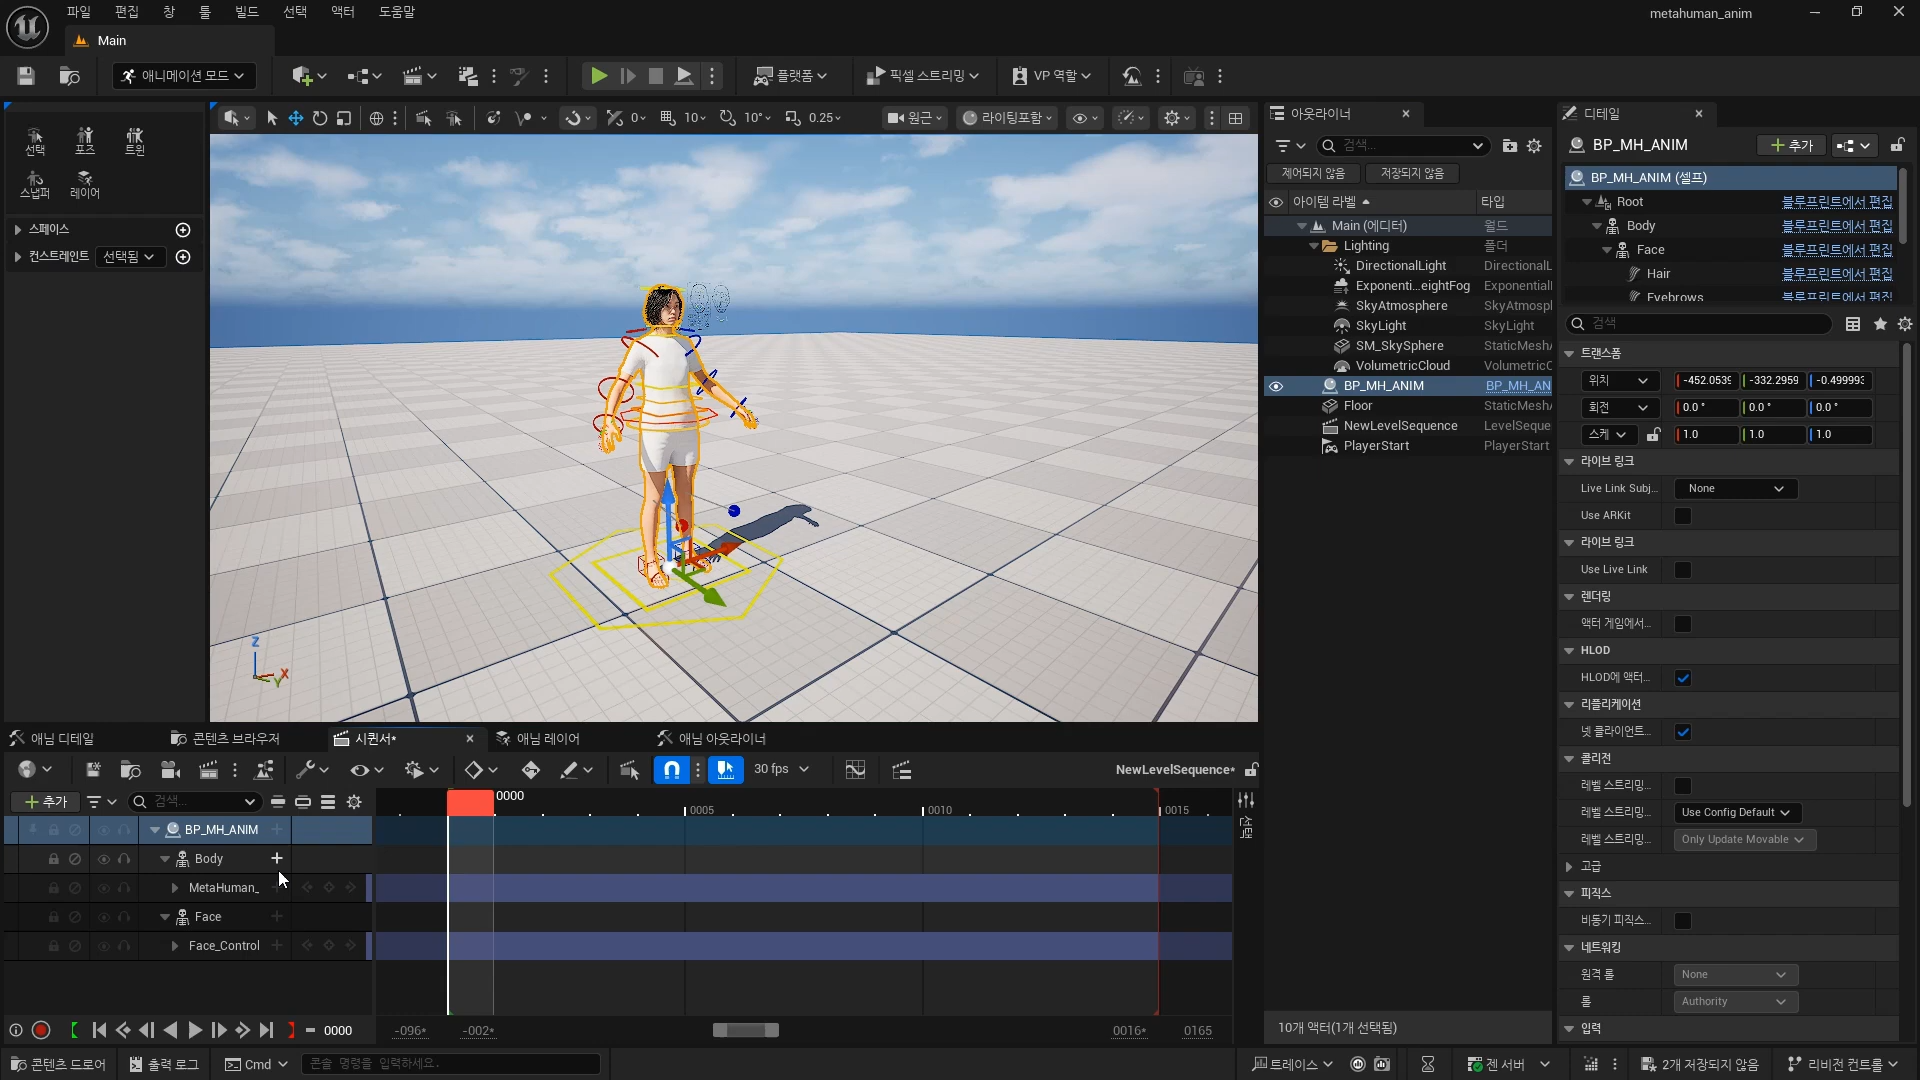 파일 편집 창 툴 빌드 선택 액터 도움말 metahuman_anim
Main
애니메이션 모드 플랫폼 픽셀 스트리밍 VP 역할
선택 포즈 트윈
스냅퍼 레이어
스페이스
컨스트레인트 선택됨
0 10 10° 0.25 원근 라이팅포함
Z
X
Y
아웃라이너
검색...
제어되지 않음 저장되지 않음
아이템 라벨 타입
Main (에디터) 월드
Lighting 폴더
DirectionalLight DirectionalL
Exponenti...eightFog Exponential
SkyAtmosphere SkyAtmosp
SkyLight SkyLight
SM_SkySphere StaticMesh
VolumetricCloud VolumetricC
BP_MH_ANIM BP_MH_AN
Floor StaticMesh
NewLevelSequence LevelSeque
PlayerStart PlayerStart
10개 액터(1개 선택됨)
디테일
BP_MH_ANIM 추가
BP_MH_ANIM (셀프)
Root 블루프린트에서 편집
Body 블루프린트에서 편집
Face 블루프린트에서 편집
Hair 블루프린트에서 편집
Eyebrows 블루프린트에서 편집
검색
트랜스폼
위치 -452.0539 -332.2959 -0.499993
회전 0.0 ° 0.0 ° 0.0 °
스케 1.0 1.0 1.0
라이브 링크
Live Link Subj... None
Use ARKit
라이브 링크
Use Live Link
렌더링
액터 게임에서...
HLOD
HLOD에 액터...
리플리케이션
넷 클라이언트...
콜리전
레벨 스트리밍...
레벨 스트리밍... Use Config Default
레벨 스트리밍... Only Update Movable
고급
피직스
비동기 피직스...
네트워킹
원격 롤 None
롤 Authority
입력
애님 디테일 콘텐츠 브라우저 시퀀서* 애님 레이어 애님 아웃라이너
30 fps NewLevelSequence*
추가 검색... 0000
0005 0010 0015
선택
BP_MH_ANIM
Body
MetaHuman_
Face
Face_Control
0000 -096* -002* 0016* 0165
콘텐츠 드로어 출력 로그 Cmd 콘솔 명령을 입력하세요. 트레이스 젠 서버 2개 저장되지 않음 리비전 컨트롤